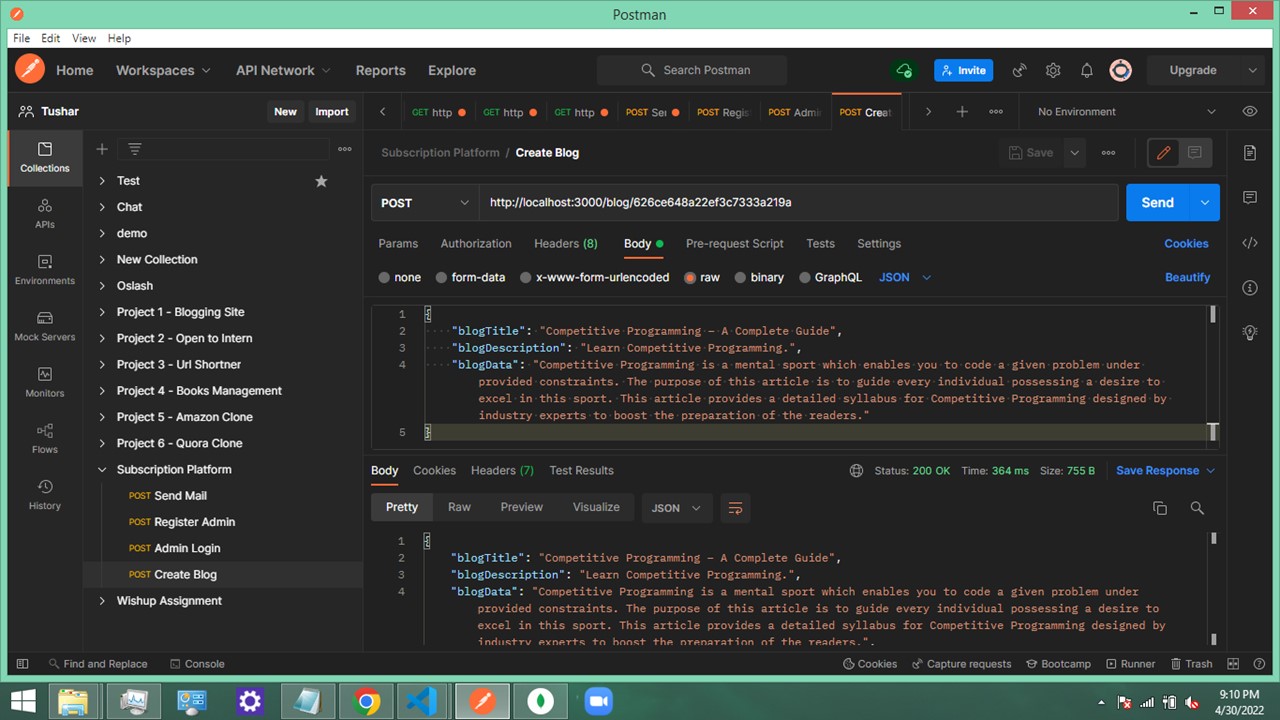 Postman
File Edit View Help
Home Workspaces API Network Reports Explore Search Postman Invite Upgrade
Tushar New Import GET http GET http GET http POST Sen POST Regis POST Admi POST Crea No Environment
Collections
APIs
Environments
Mock Servers
Monitors
Flows
History
Test
Chat
demo
New Collection
Oslash
Project 1 - Blogging Site
Project 2 - Open to Intern
Project 3 - Url Shortner
Project 4 - Books Management
Project 5 - Amazon Clone
Project 6 - Quora Clone
Subscription Platform
POST Send Mail
POST Register Admin
POST Admin Login
POST Create Blog
Wishup Assignment
Subscription Platform / Create Blog Save
POST http://localhost:3000/blog/626ce648a22ef3c7333a219a Send
Params Authorization Headers (8) Body Pre-request Script Tests Settings Cookies
none form-data x-www-form-urlencoded raw binary GraphQL JSON Beautify
1 {
2 "blogTitle": "Competitive Programming – A Complete Guide",
3 "blogDescription": "Learn Competitive Programming.",
4 "blogData": "Competitive Programming is a mental sport which enables you to code a given problem under
provided constraints. The purpose of this article is to guide every individual possessing a desire to
excel in this sport. This article provides a detailed syllabus for Competitive Programming designed by
industry experts to boost the preparation of the readers."
5 }
Body Cookies Headers (7) Test Results Status: 200 OK Time: 364 ms Size: 755 B Save Response
Pretty Raw Preview Visualize JSON
1 {
2 "blogTitle": "Competitive Programming – A Complete Guide",
3 "blogDescription": "Learn Competitive Programming.",
4 "blogData": "Competitive Programming is a mental sport which enables you to code a given problem under
provided constraints. The purpose of this article is to guide every individual possessing a desire to
excel in this sport. This article provides a detailed syllabus for Competitive Programming designed by
industry experts to boost the preparation of the readers.",
Find and Replace Console Cookies Capture requests Bootcamp Runner Trash
9:10 PM
4/30/2022